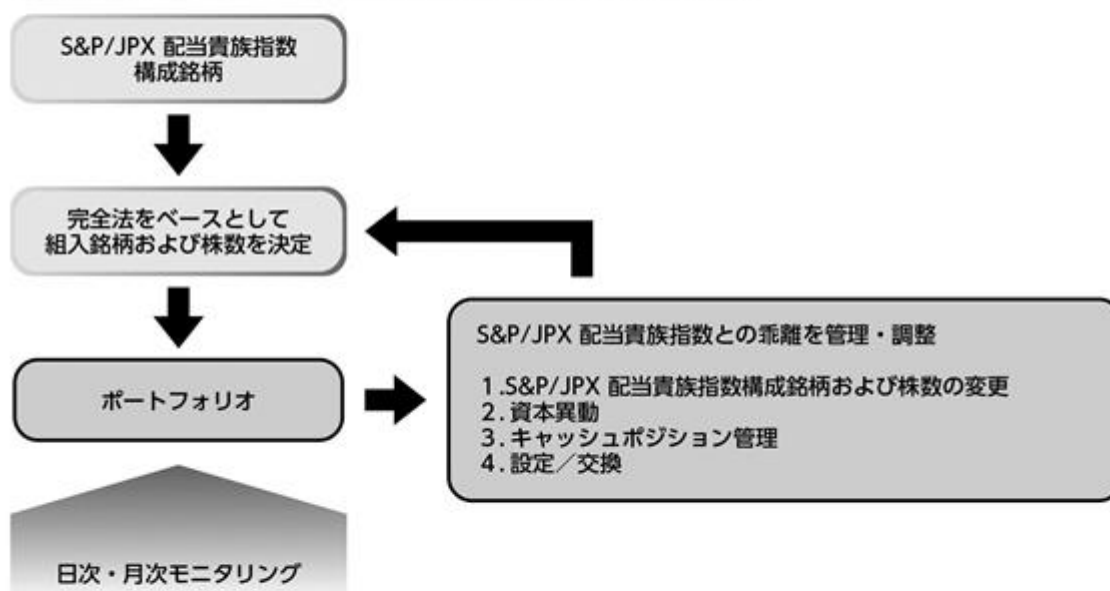 S&P/JPX 配当貴族指数
構成銘柄
完全法をベースとして
組入銘柄および株数を決定
ポートフォリオ
S&P/JPX 配当貴族指数との乖離を管理・調整
1.S&P/JPX 配当貴族指数構成銘柄および株数の変更
2.資本異動
3.キャッシュポジション管理
4.設定／交換
日次・月次モニタリング